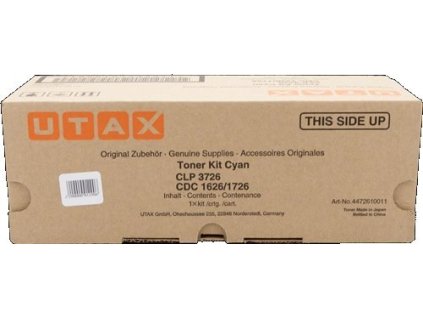 UTAX
THIS SIDE UP
Original Zubehör · Genuine Supplies · Accessoires Originales
Toner Kit Cyan
CLP 3726
CDC 1626/1726
Inhalt · Contents · Contenance
1×kit /crtg. /cart.
UTAX GmbH, Ohechaussee 235, 22848 Norderstedt, Germany
Art-No.4472610011
Toner Made in Japan
Refilled in China